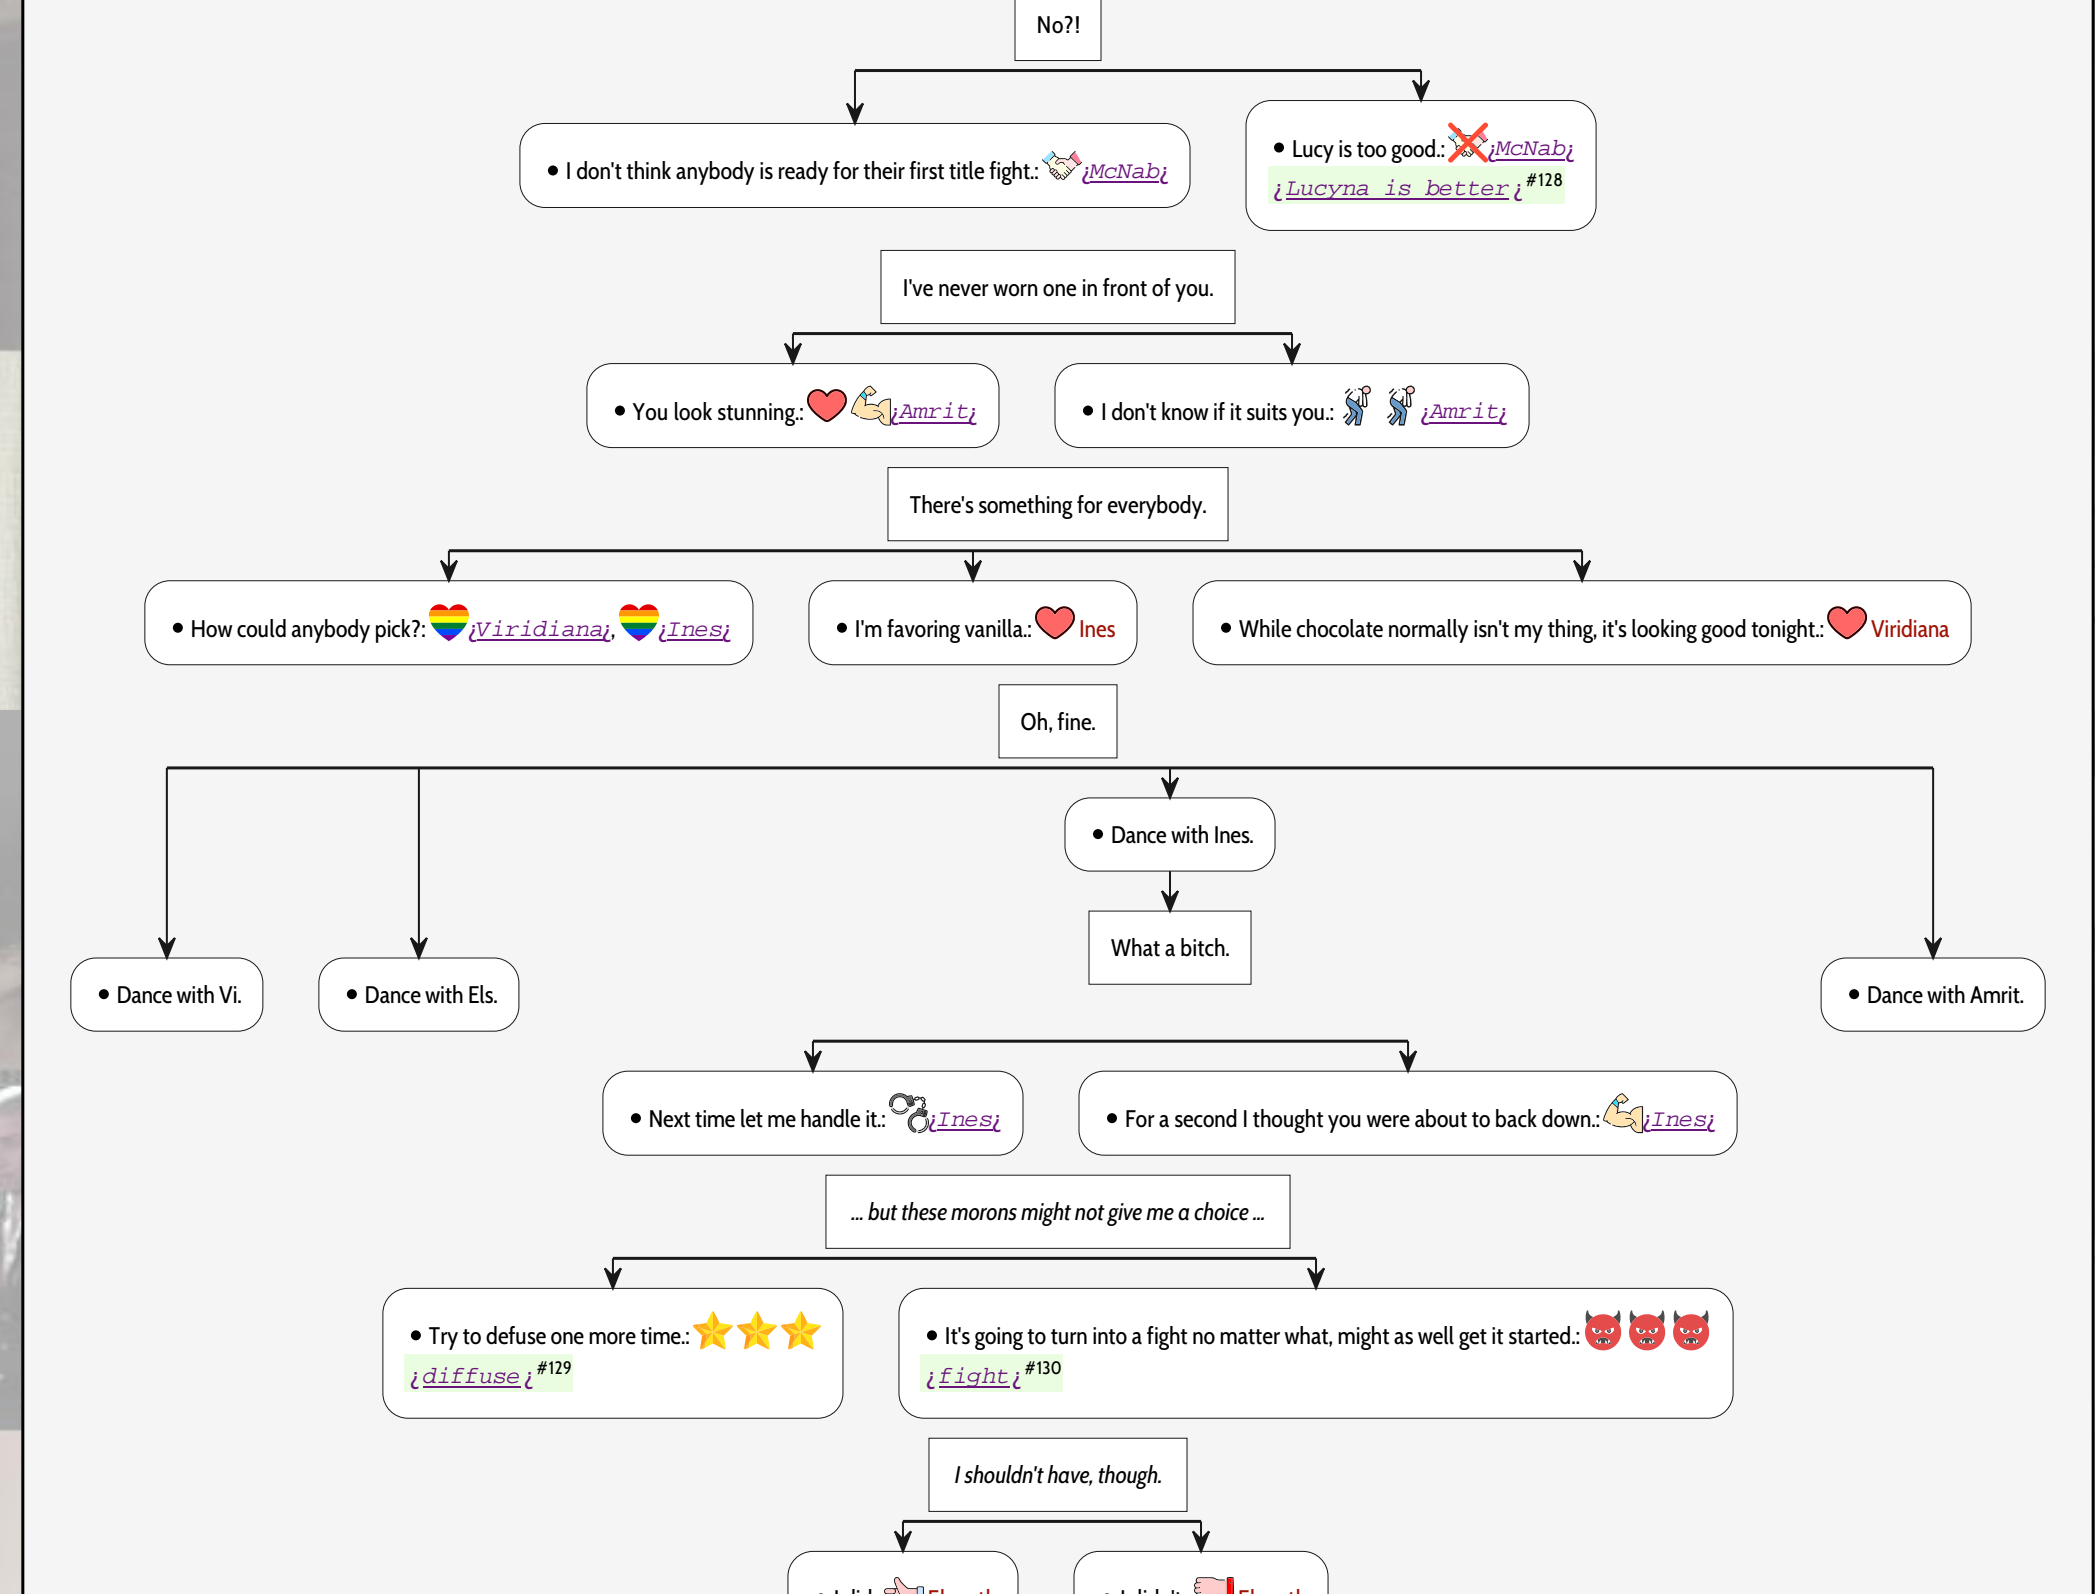 No?!
• I don't think anybody is ready for their first title fight.: ¿McNab¿
• Lucy is too good.: ¿McNab¿
¿Lucyna is better¿ #128
I've never worn one in front of you.
• You look stunning.: ¿Amrit¿
• I don't know if it suits you.: ¿Amrit¿
There's something for everybody.
• How could anybody pick?: ¿Viridiana¿, ¿Ines¿
• I'm favoring vanilla.: Ines
• While chocolate normally isn't my thing, it's looking good tonight.: Viridiana
Oh, fine.
• Dance with Ines.
What a bitch.
• Dance with Vi.
• Dance with Els.
• Dance with Amrit.
• Next time let me handle it.: ¿Ines¿
• For a second I thought you were about to back down.: ¿Ines¿
... but these morons might not give me a choice ...
• Try to defuse one more time.:
¿diffuse¿ #129
• It's going to turn into a fight no matter what, might as well get it started.:
¿fight¿ #130
I shouldn't have, though.